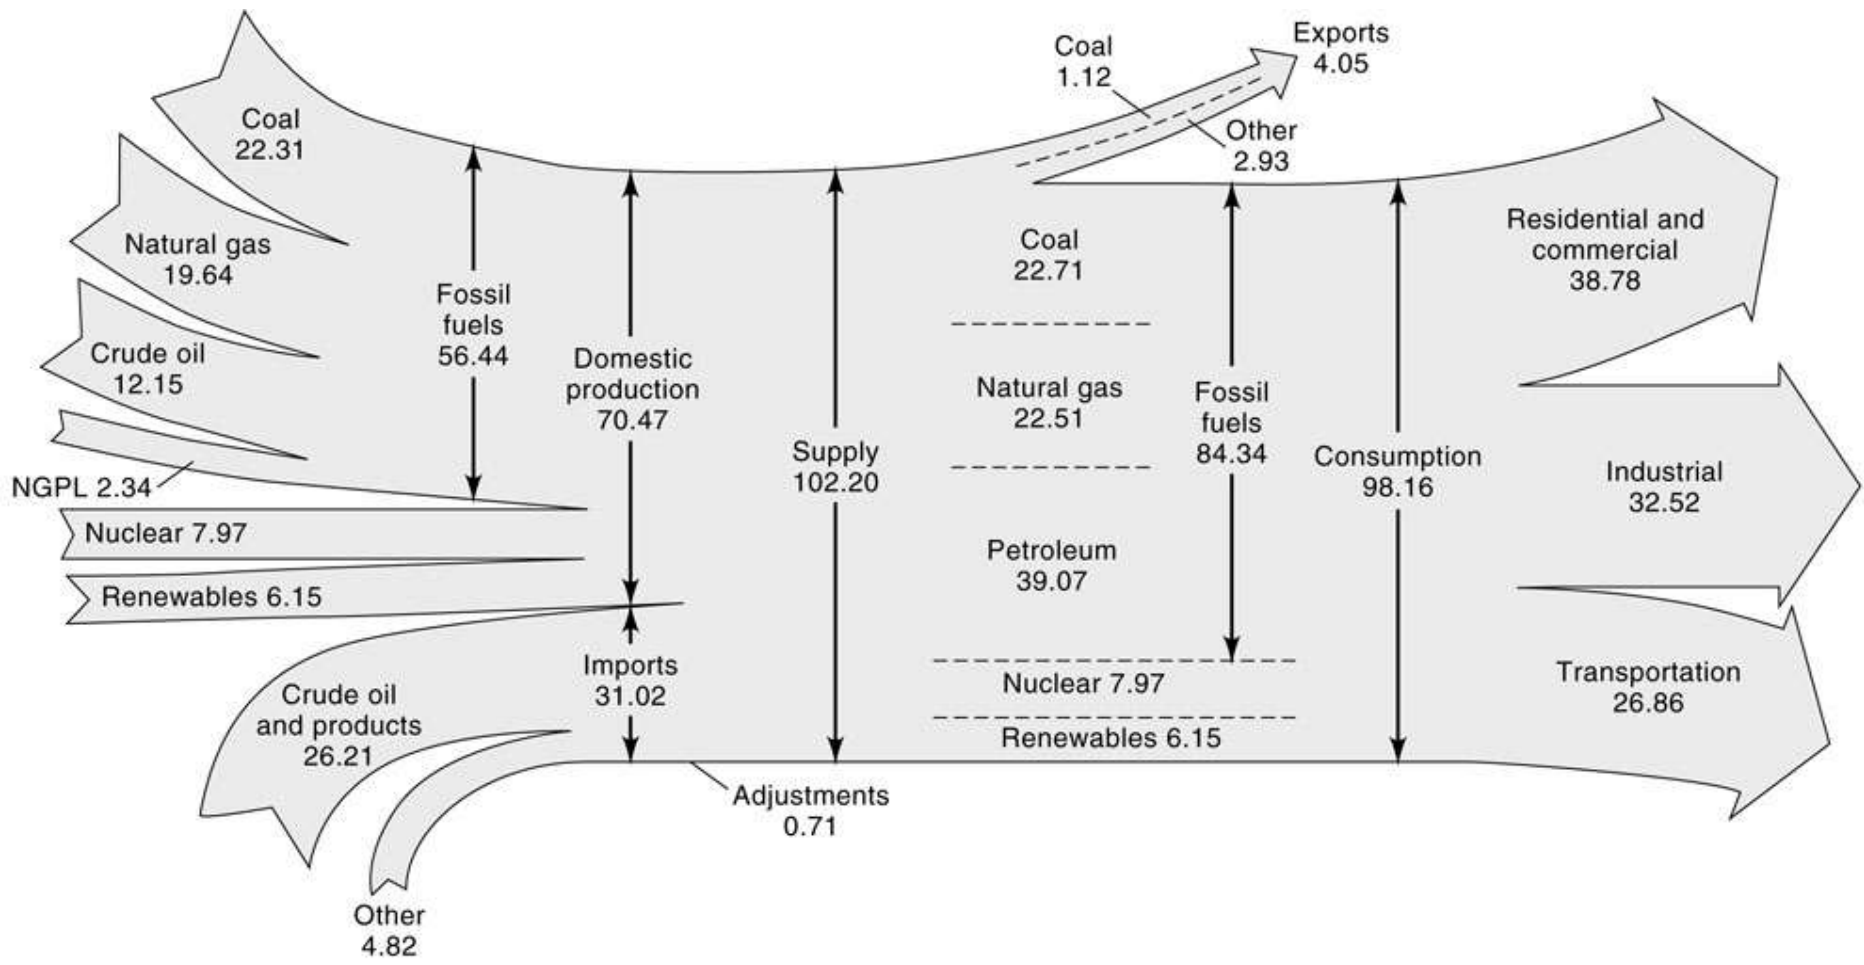 Exports
4.05
Coal
1.12
Other
2.93
Coal
22.31
Natural gas
19.64
Crude oil
12.15
NGPL 2.34
Nuclear 7.97
Renewables 6.15
Crude oil
and products
26.21
Other
4.82
Fossil
fuels
56.44
Domestic
production
70.47
Imports
31.02
Adjustments
0.71
Supply
102.20
Coal
22.71
Natural gas
22.51
Petroleum
39.07
Nuclear 7.97
Renewables 6.15
Fossil
fuels
84.34
Consumption
98.16
Residential and
commercial
38.78
Industrial
32.52
Transportation
26.86